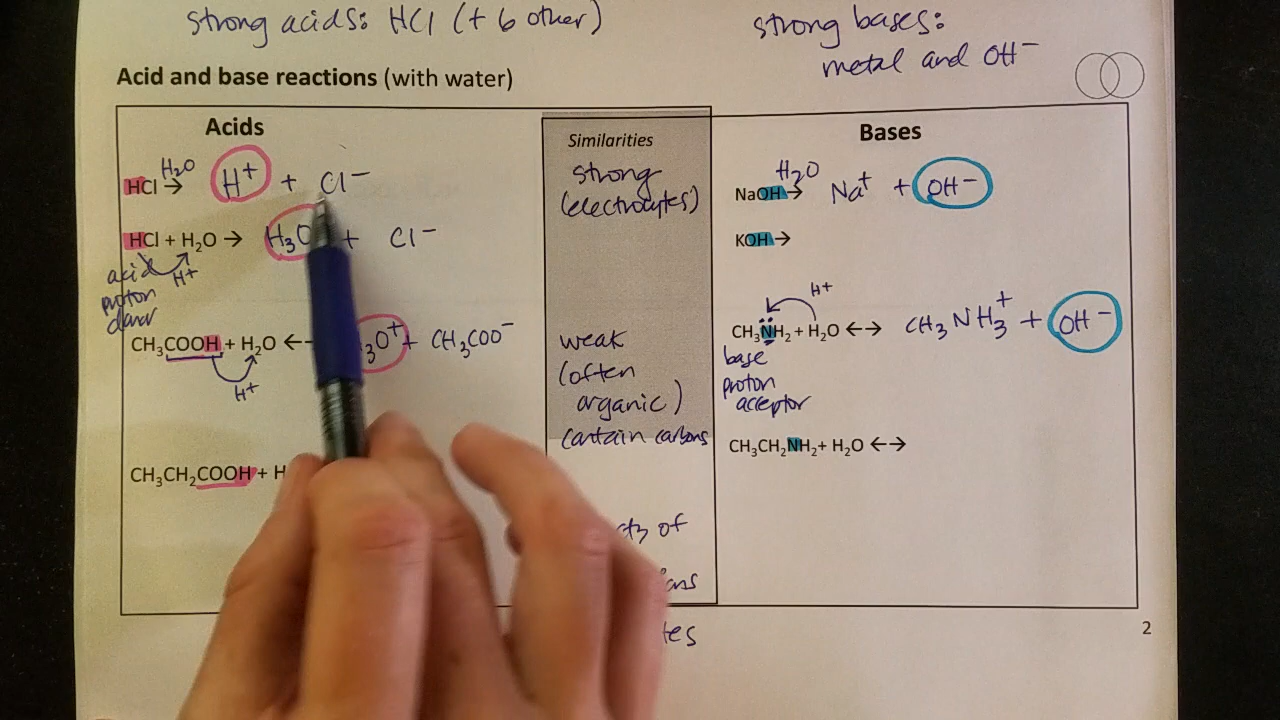 strong acids: HCl (+ 6 other)
strong bases:
metal and OH⁻
Acid and base reactions (with water)
Acids
HCl H₂O → H⁺ + Cl⁻
HCl + H₂O → H₃O + Cl⁻
acid H⁺
proton
donor
CH₃COOH + H₂O ←- ₃O⁺ + CH₃COO⁻
H⁺
CH₃CH₂COOH + H
Similarities
strong
(electrolytes)
weak
(often
organic)
contain carbons
of
Bases
NaOH H₂O → Na⁺ + OH⁻
KOH →
H⁺
CH₃NH₂ + H₂O ←→ CH₃NH₃⁺ + OH⁻
base
proton
acceptor
CH₃CH₂NH₂ + H₂O ←→
2